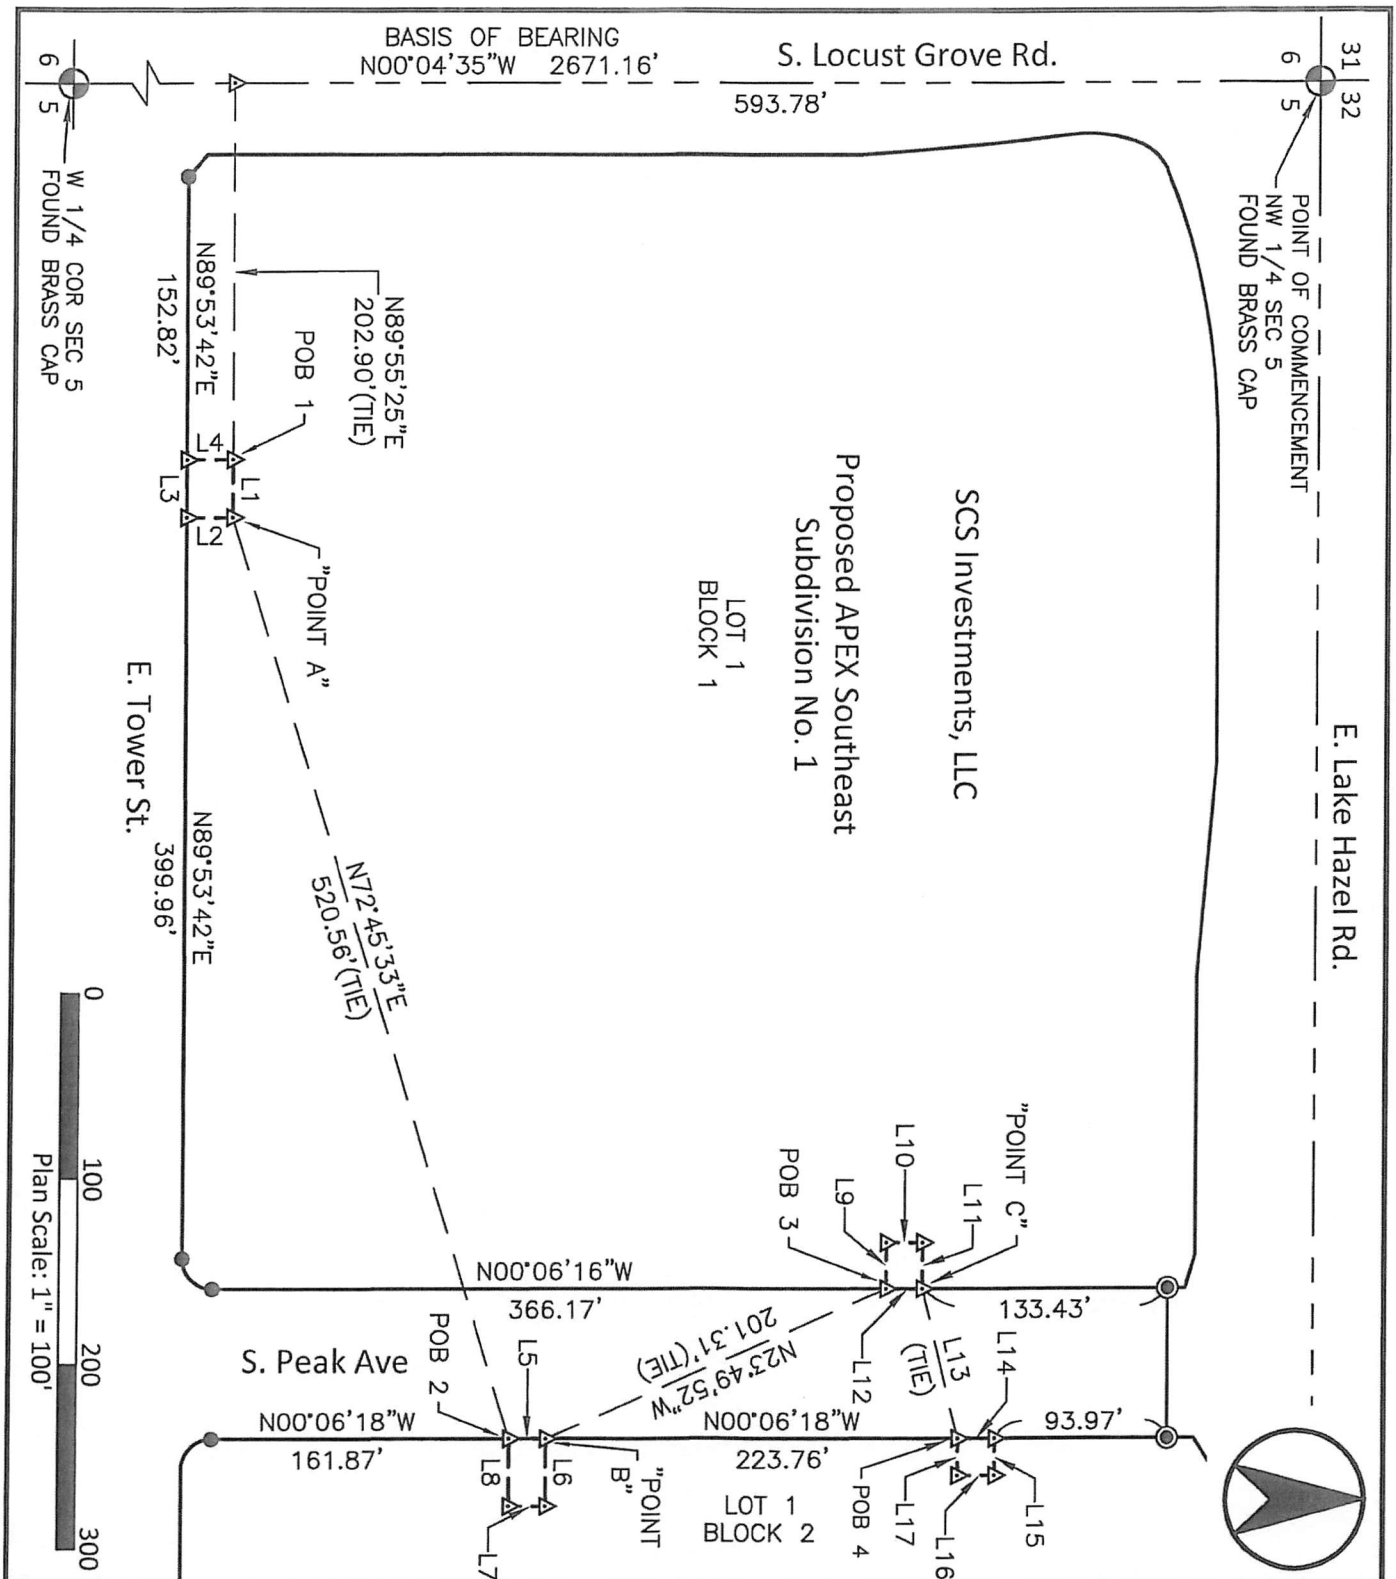 BASIS OF BEARING
N00°04'35"W 2671.16'
S. Locust Grove Rd.
593.78'
6
5
31
32
6
5
POINT OF COMMENCEMENT
NW 1/4 SEC 5
FOUND BRASS CAP
W 1/4 COR SEC 5
FOUND BRASS CAP
E. Lake Hazel Rd.
N89°55'25"E
202.90'(TIE)
N89°53'42"E
152.82'
POB 1
L4
L1
L3
L2
"POINT A"
SCS Investments, LLC
Proposed APEX Southeast
Subdivision No. 1
LOT 1
BLOCK 1
E. Tower St.
N89°53'42"E
399.96'
N72°45'33"E
520.56'(TIE)
"POINT C"
L11
L10
L9
POB 3
N00°06'16"W
366.17'
133.43'
L12
L13
(TIE)
L14
N23°49'52"W
201.31'(TIE)
S. Peak Ave
POB 2
L5
N00°06'18"W
161.87'
N00°06'18"W
223.76'
93.97'
L8
L6
L7
"POINT
B"
LOT 1
BLOCK 2
POB 4
L17
L16
L15
0
100
200
300
Plan Scale: 1" = 100'